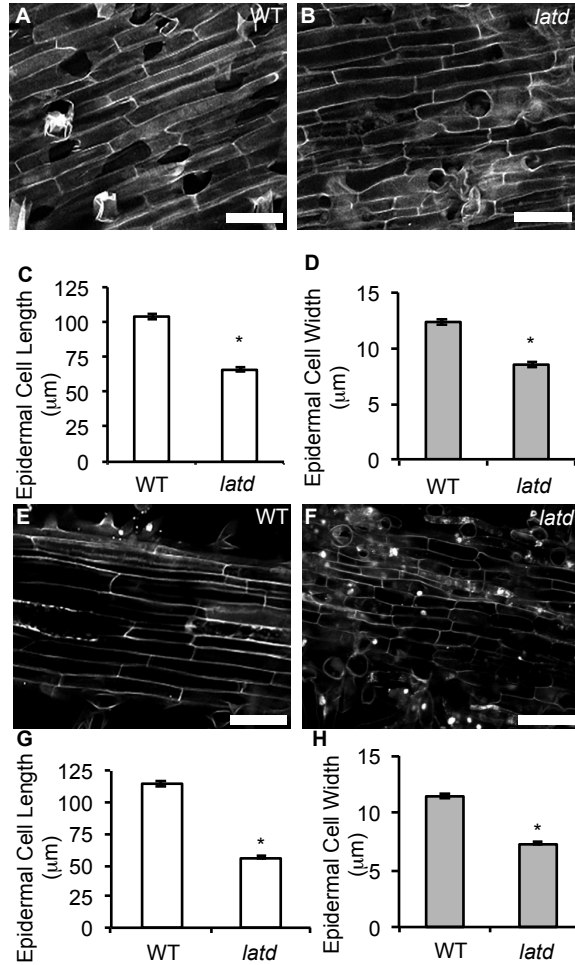 A WT
B latd
C
Epidermal Cell Length
(μm)
125
100
75
50
25
0
*
WT latd
D
Epidermal Cell Width
(μm)
15
10
5
0
*
WT latd
E WT
F latd
G
Epidermal Cell Length
(μm)
125
100
75
50
25
0
*
WT latd
H
Epidermal Cell Width
(μm)
15
10
5
0
*
WT latd